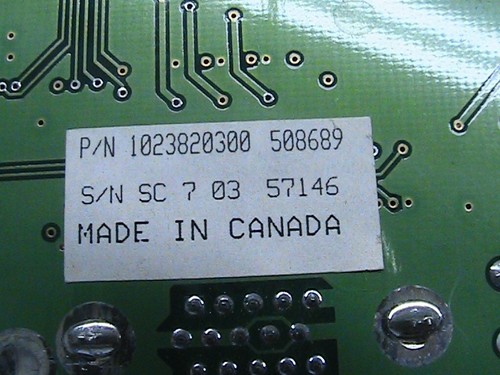 P/N 1023820300 508689
S/N SC 7 03 57146
MADE IN CANADA